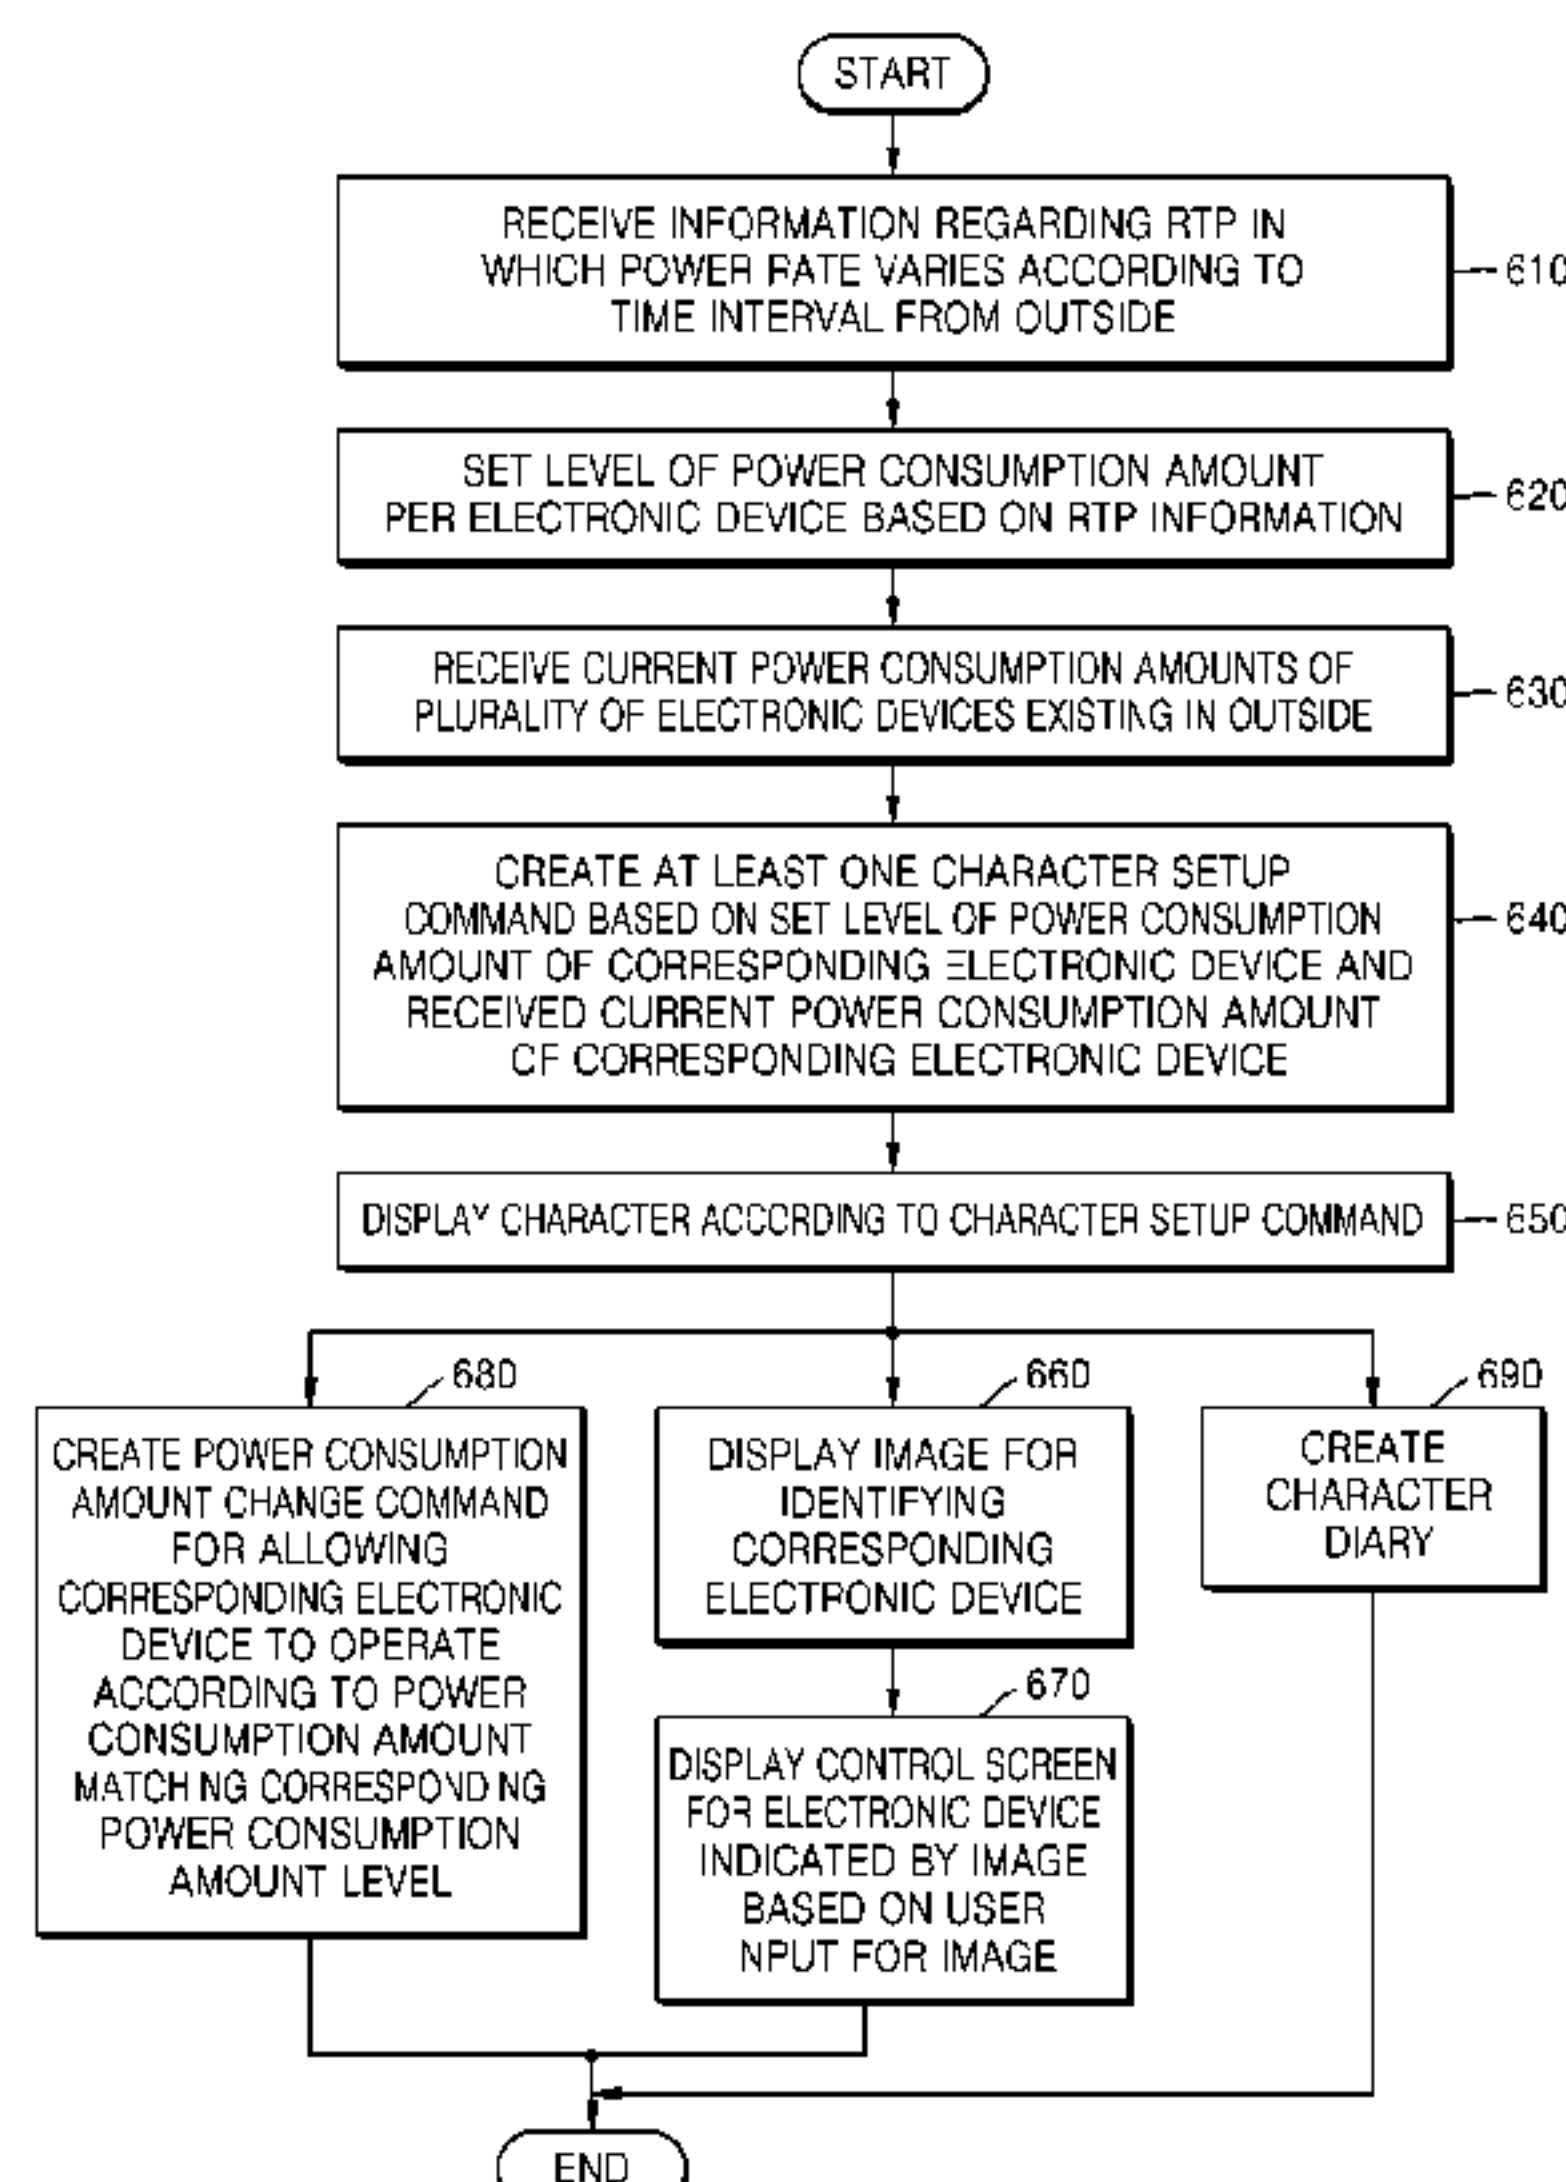 START
RECEIVE INFORMATION REGARDING RTP IN
WHICH POWER RATE VARIES ACCORDING TO
TIME INTERVAL FROM OUTSIDE
610
SET LEVEL OF POWER CONSUMPTION AMOUNT
PER ELECTRONIC DEVICE BASED ON RTP INFORMATION
620
RECEIVE CURRENT POWER CONSUMPTION AMOUNTS OF
PLURALITY OF ELECTRONIC DEVICES EXISTING IN OUTSIDE
630
CREATE AT LEAST ONE CHARACTER SETUP
COMMAND BASED ON SET LEVEL OF POWER CONSUMPTION
AMOUNT OF CORRESPONDING ELECTRONIC DEVICE AND
RECEIVED CURRENT POWER CONSUMPTION AMOUNT
OF CORRESPONDING ELECTRONIC DEVICE
640
DISPLAY CHARACTER ACCORDING TO CHARACTER SETUP COMMAND
650
680
CREATE POWER CONSUMPTION
AMOUNT CHANGE COMMAND
FOR ALLOWING
CORRESPONDING ELECTRONIC
DEVICE TO OPERATE
ACCORDING TO POWER
CONSUMPTION AMOUNT
MATCHING CORRESPONDING
POWER CONSUMPTION
AMOUNT LEVEL
660
DISPLAY IMAGE FOR
IDENTIFYING
CORRESPONDING
ELECTRONIC DEVICE
670
DISPLAY CONTROL SCREEN
FOR ELECTRONIC DEVICE
INDICATED BY IMAGE
BASED ON USER
INPUT FOR IMAGE
690
CREATE
CHARACTER
DIARY
END